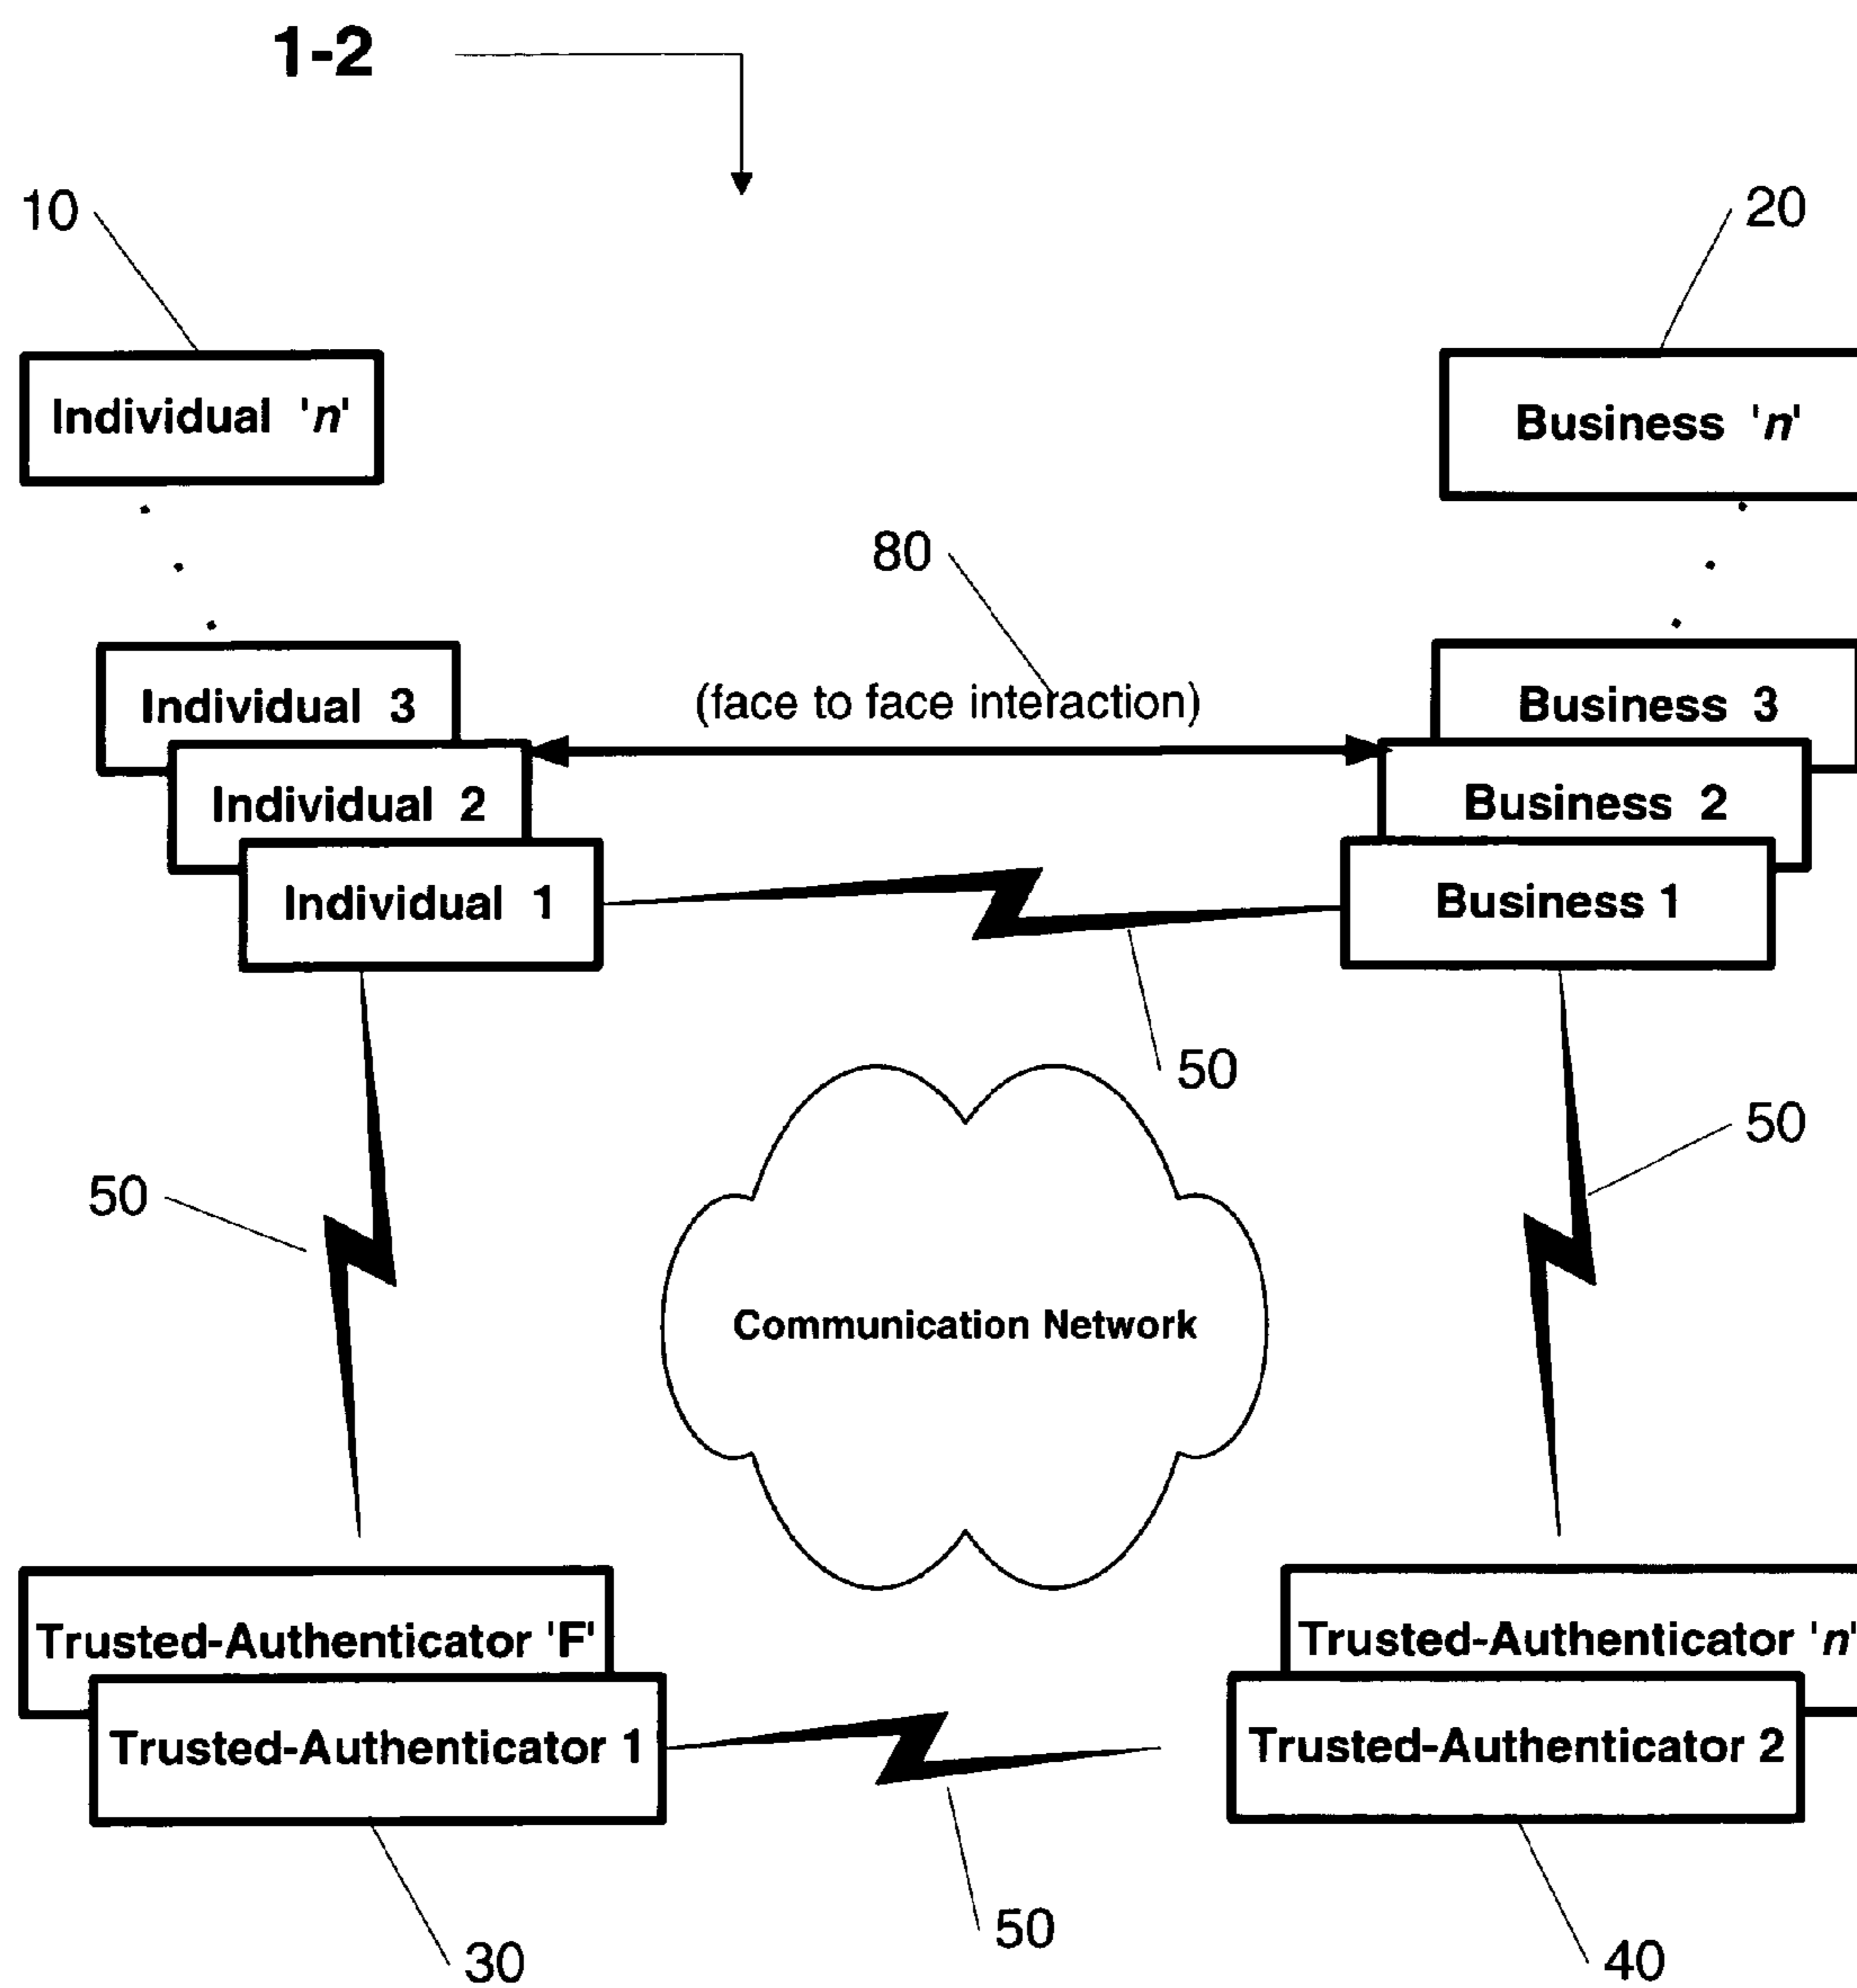 1-2
10
20
Individual 'n'
Business 'n'
80
(face to face interaction)
Individual 3
Business 3
Individual 2
Business 2
Individual 1
Business 1
50
50
50
Communication Network
Trusted-Authenticator 'F'
Trusted-Authenticator 'n'
Trusted-Authenticator 1
Trusted-Authenticator 2
50
30
40